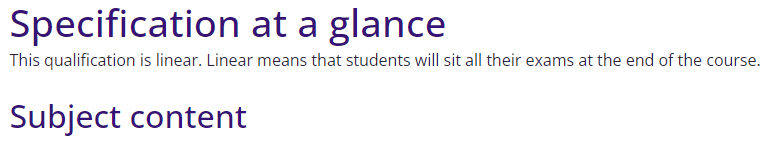 Specification at a glance
This qualification is linear. Linear means that students will sit all their exams at the end of the course.
Subject content